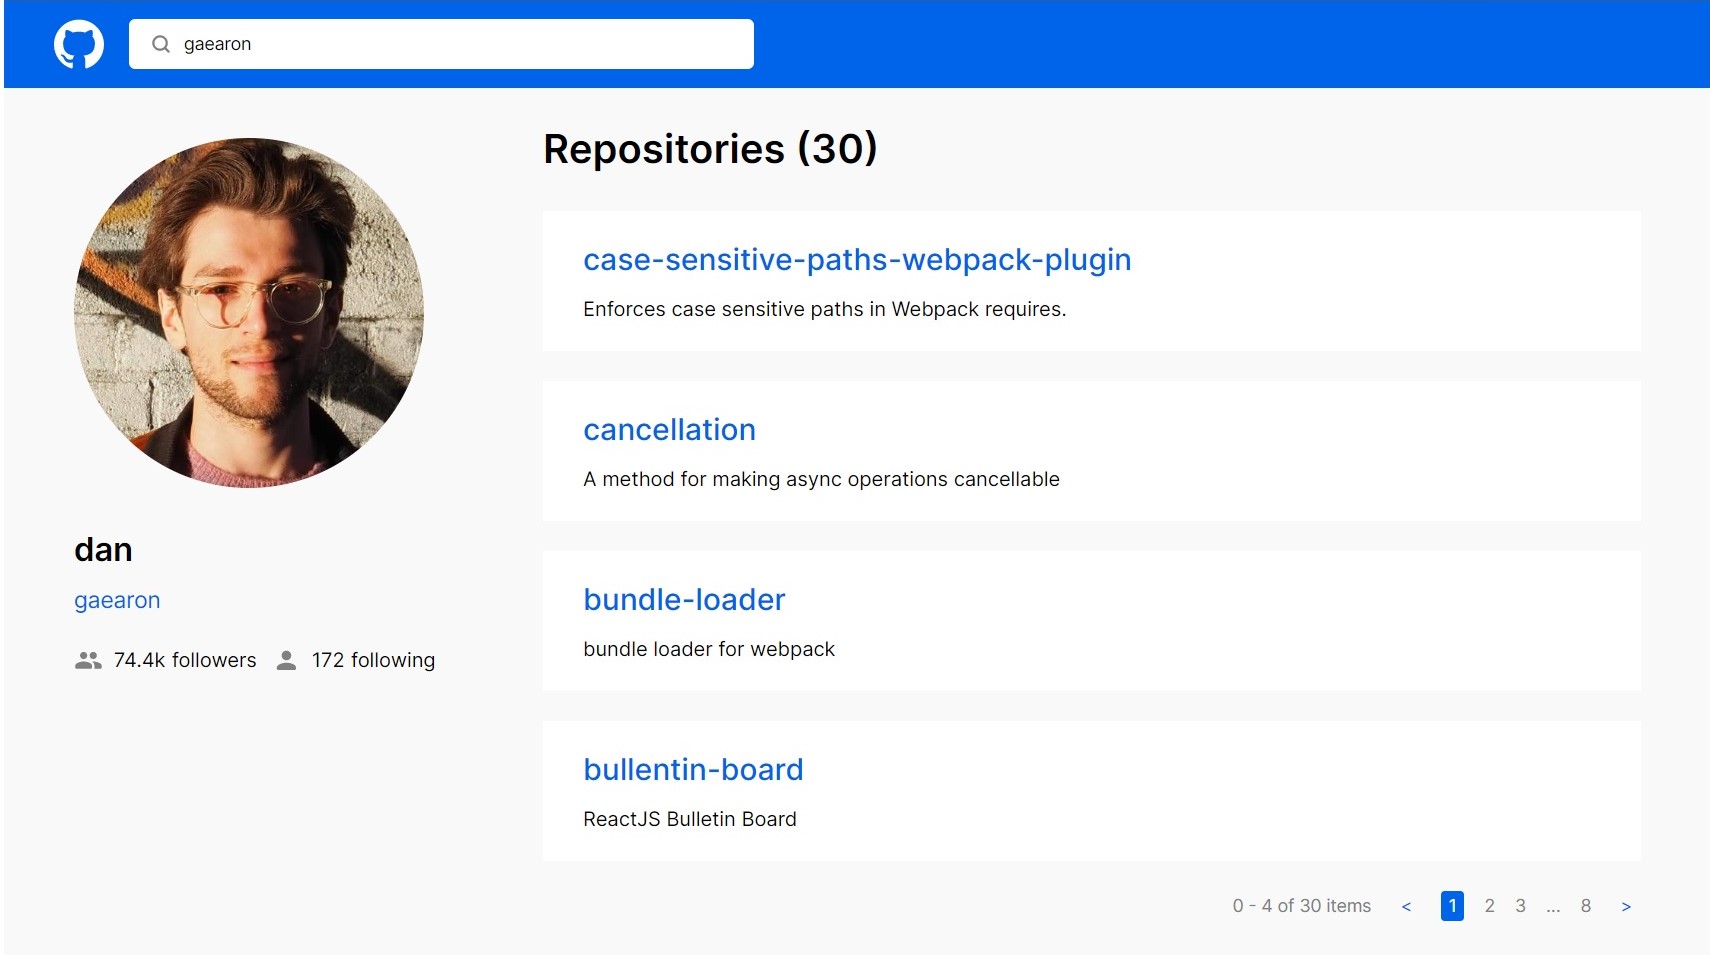 gaearon
Repositories (30)
case-sensitive-paths-webpack-plugin
Enforces case sensitive paths in Webpack requires.
cancellation
A method for making async operations cancellable
bundle-loader
bundle loader for webpack
bullentin-board
ReactJS Bulletin Board
dan
gaearon
74.4k followers 172 following
0 - 4 of 30 items < 1 2 3 ... 8 >